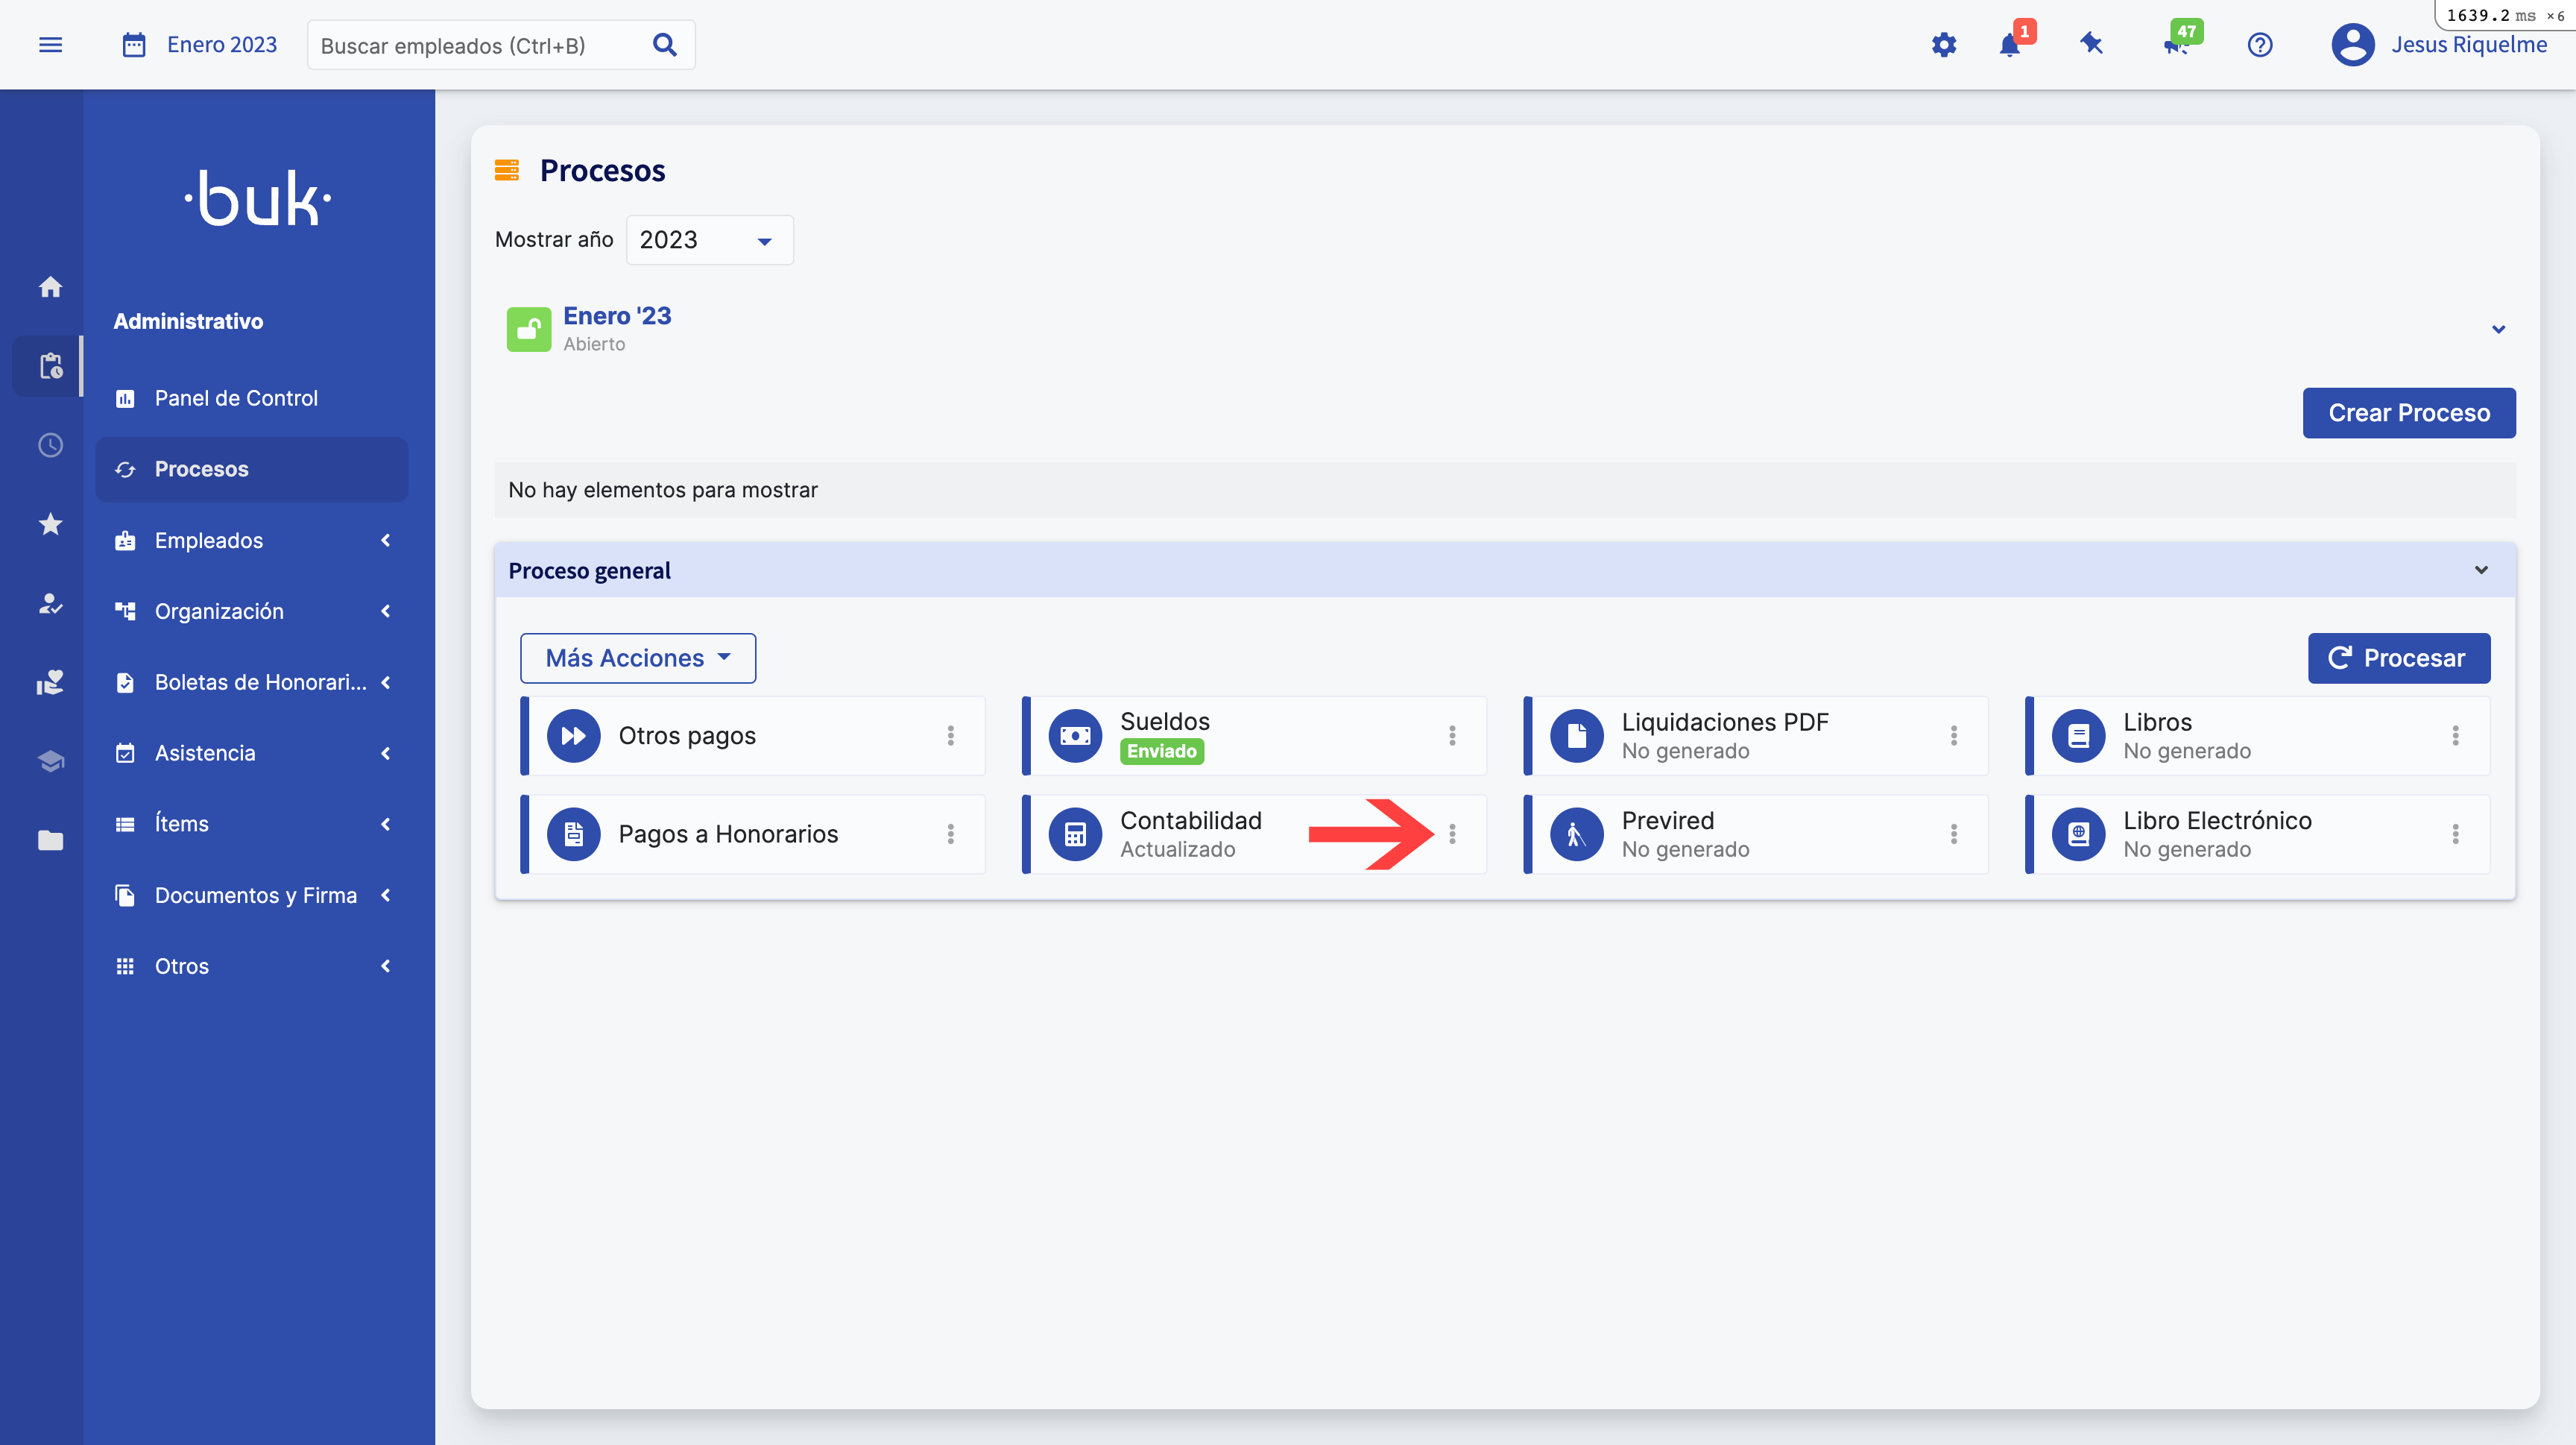 1639.2 ms ×6
Enero 2023
Buscar empleados (Ctrl+B)
1
47
Jesus Riquelme
·buk·
Administrativo
Panel de Control
Procesos
Empleados
Organización
Boletas de Honorari...
Asistencia
Ítems
Documentos y Firma
Otros
Procesos
Mostrar año
2023
Enero '23
Abierto
Crear Proceso
No hay elementos para mostrar
Proceso general
Más Acciones
Procesar
Otros pagos
Sueldos
Enviado
Liquidaciones PDF
No generado
Libros
No generado
Pagos a Honorarios
Contabilidad
Actualizado
Previred
No generado
Libro Electrónico
No generado